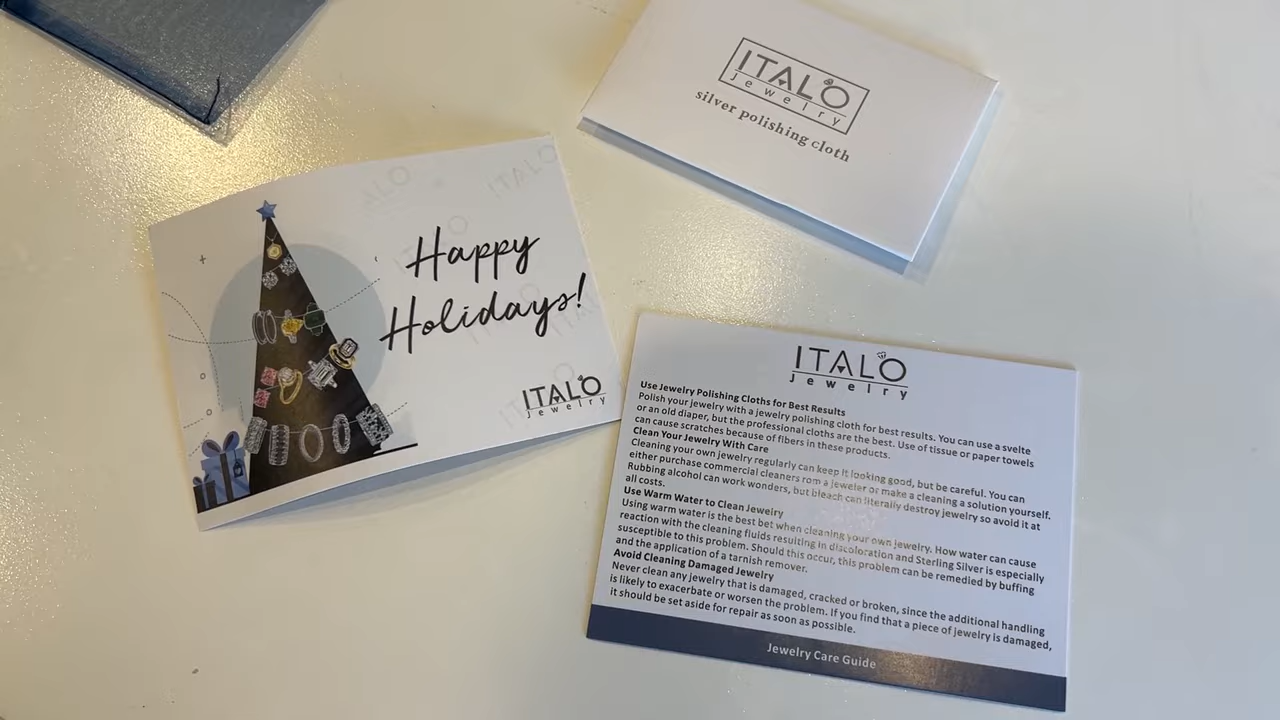 ITALO
Jewelry
silver polishing cloth
Happy
Holidays!
ITALO
Jewelry
ITALO
Jewelry
Use Jewelry Polishing Cloths for Best Results
Polish your jewelry with a jewelry polishing cloth for best results. You can use a svelte
or an old diaper, but the professional cloths are the best. Use of tissue or paper towels
can cause scratches because of fibers in these products.
Clean Your Jewelry With Care
Cleaning your own jewelry regularly can keep it looking good, but be careful. You can
either purchase commercial cleaners rom a jeweler or make a cleaning a solution yourself.
Rubbing alcohol can work wonders, but bleach can literally destroy jewelry so avoid it at
all costs.
Use Warm Water to Clean Jewelry
Using warm water is the best bet when cleaning your own jewelry. How water can cause
reaction with the cleaning fluids resulting in discoloration and Sterling Silver is especially
susceptible to this problem. Should this occur, this problem can be remedied by buffing
and the application of a tarnish remover.
Avoid Cleaning Damaged Jewelry
Never clean any jewelry that is damaged, cracked or broken, since the additional handling
is likely to exacerbate or worsen the problem. If you find that a piece of jewelry is damaged,
it should be set aside for repair as soon as possible.
Jewelry Care Guide